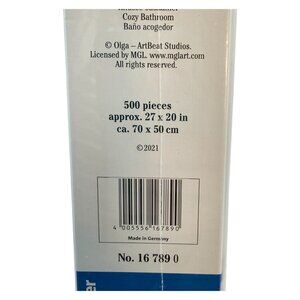 Cozy Bathroom
Baño acogedor
© Olga – ArtBeat Studios.
Licensed by MGL. www.mglart.com
All rights reserved.
500 pieces
approx. 27 x 20 in
ca. 70 x 50 cm
©2021
4 005556 167890
Made in Germany
No. 16 789 0